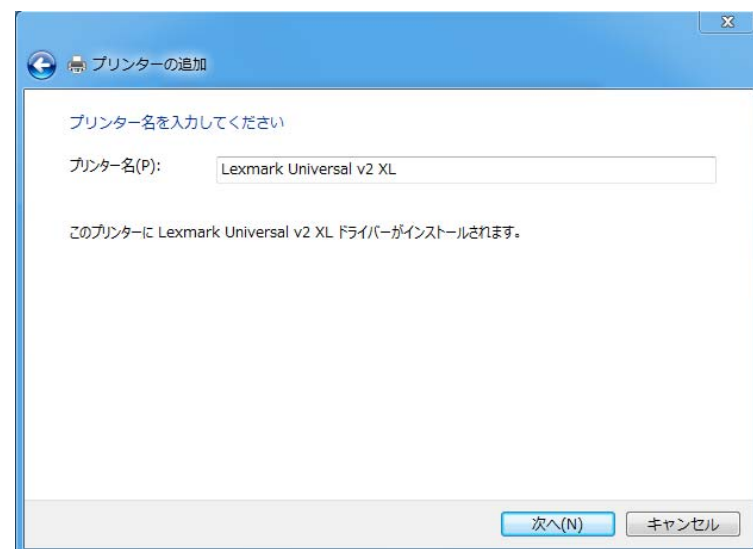 プリンターの追加
プリンター名を入力してください
プリンター名(P): Lexmark Universal v2 XL
このプリンターに Lexmark Universal v2 XL ドライバーがインストールされます。
次へ(N) キャンセル